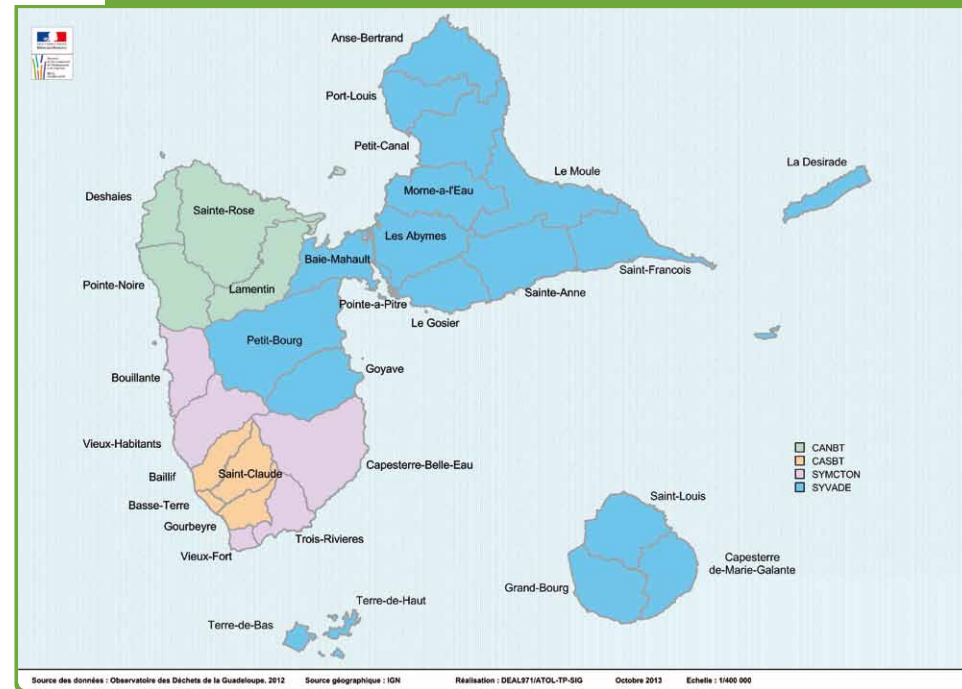 Anse-Bertrand
Port-Louis
Petit-Canal
La Desirade
Le Moule
Morne-a-l'Eau
Deshaies
Sainte-Rose
Les Abymes
Baie-Mahault
Saint-Francois
Pointe-Noire
Lamentin
Sainte-Anne
Pointe-a-Pitre
Le Gosier
Petit-Bourg
Goyave
Bouillante
Vieux-Habitants
CANBT
CASBT
SYMCTON
SYVADE
Capesterre-Belle-Eau
Saint-Claude
Baillif
Basse-Terre
Saint-Louis
Gourbeyre
Trois-Rivieres
Vieux-Fort
Capesterre
de-Marie-Galante
Grand-Bourg
Terre-de-Haut
Terre-de-Bas
Source des données : Observatoire des Déchets de la Guadeloupe. 2012 Source géographique : IGN Réalisation : DEAL971/ATOL-TP-SIG Octobre 2013 Echelle : 1/400 000